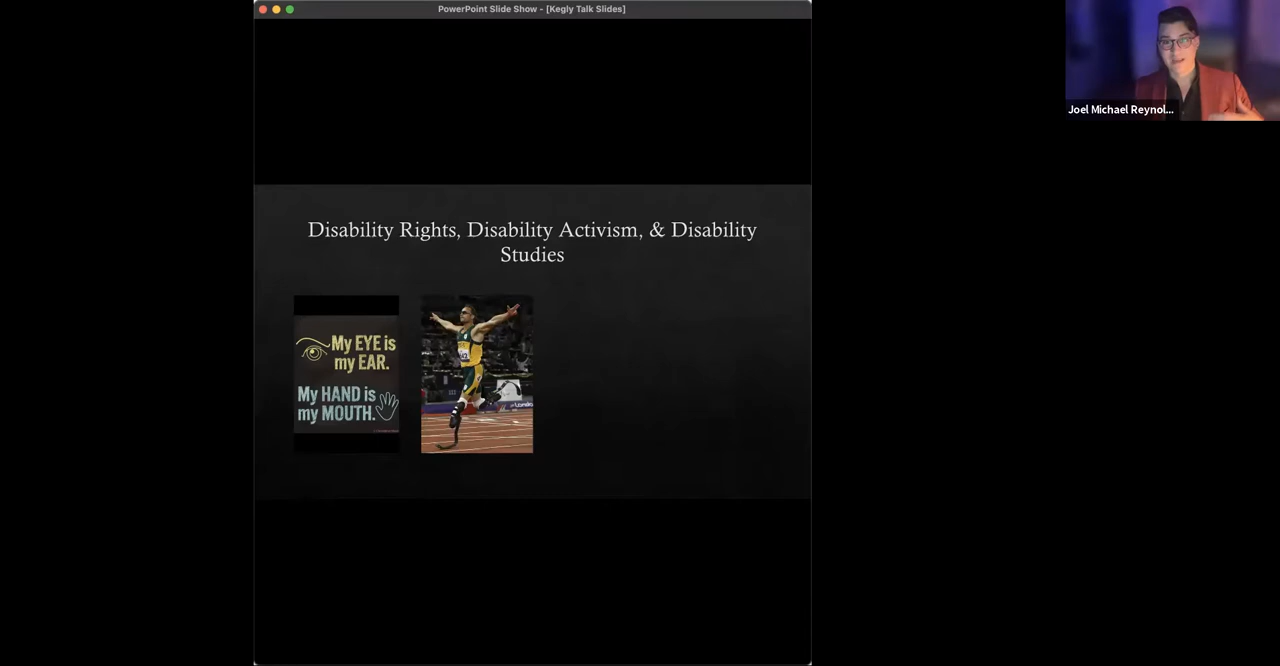 PowerPoint Slide Show - [Kegly Talk Slides]
Joel Michael Reynol...
Disability Rights, Disability Activism, & Disability
Studies
My EYE is
my EAR.
My HAND is
my MOUTH.